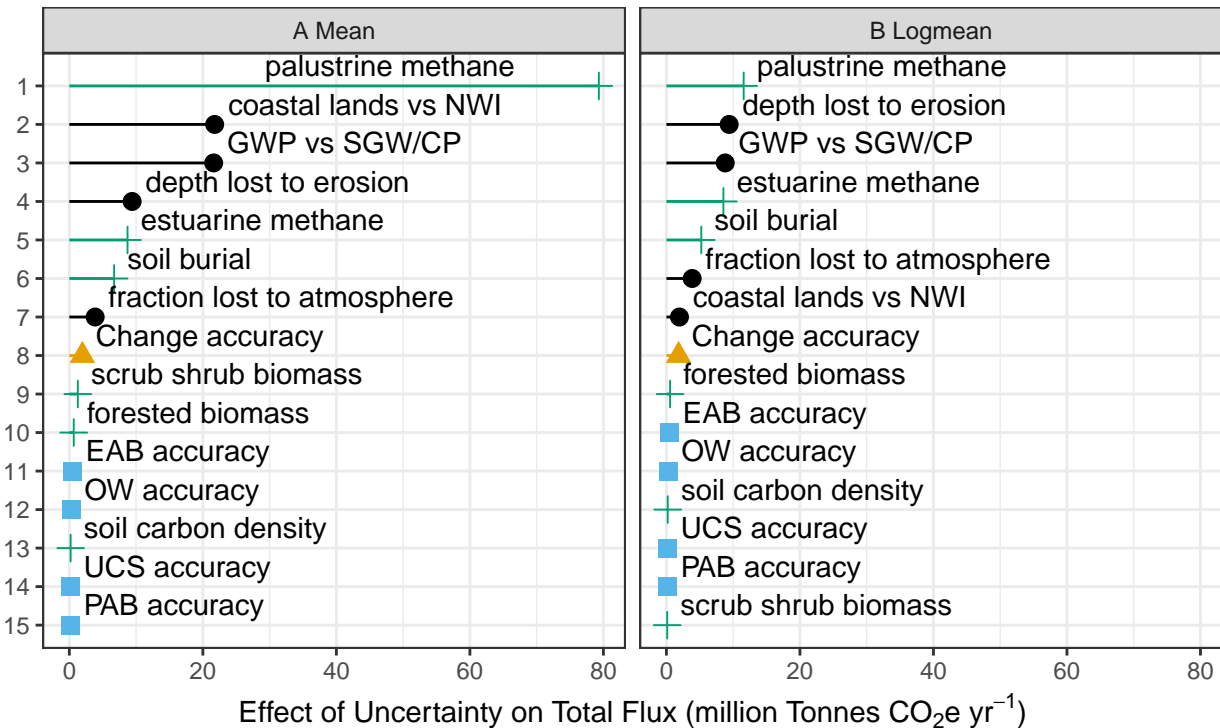 A Mean
B Logmean
1
palustrine methane
palustrine methane
2
coastal lands vs NWI
depth lost to erosion
3
GWP vs SGW/CP
GWP vs SGW/CP
4
depth lost to erosion
estuarine methane
5
estuarine methane
soil burial
6
soil burial
fraction lost to atmosphere
7
fraction lost to atmosphere
coastal lands vs NWI
8
Change accuracy
Change accuracy
9
scrub shrub biomass
forested biomass
10
forested biomass
EAB accuracy
11
EAB accuracy
OW accuracy
12
OW accuracy
soil carbon density
13
soil carbon density
UCS accuracy
14
UCS accuracy
PAB accuracy
15
PAB accuracy
scrub shrub biomass
0 20 40 60 80
0 20 40 60 80
Effect of Uncertainty on Total Flux (million Tonnes CO₂e yr⁻¹)